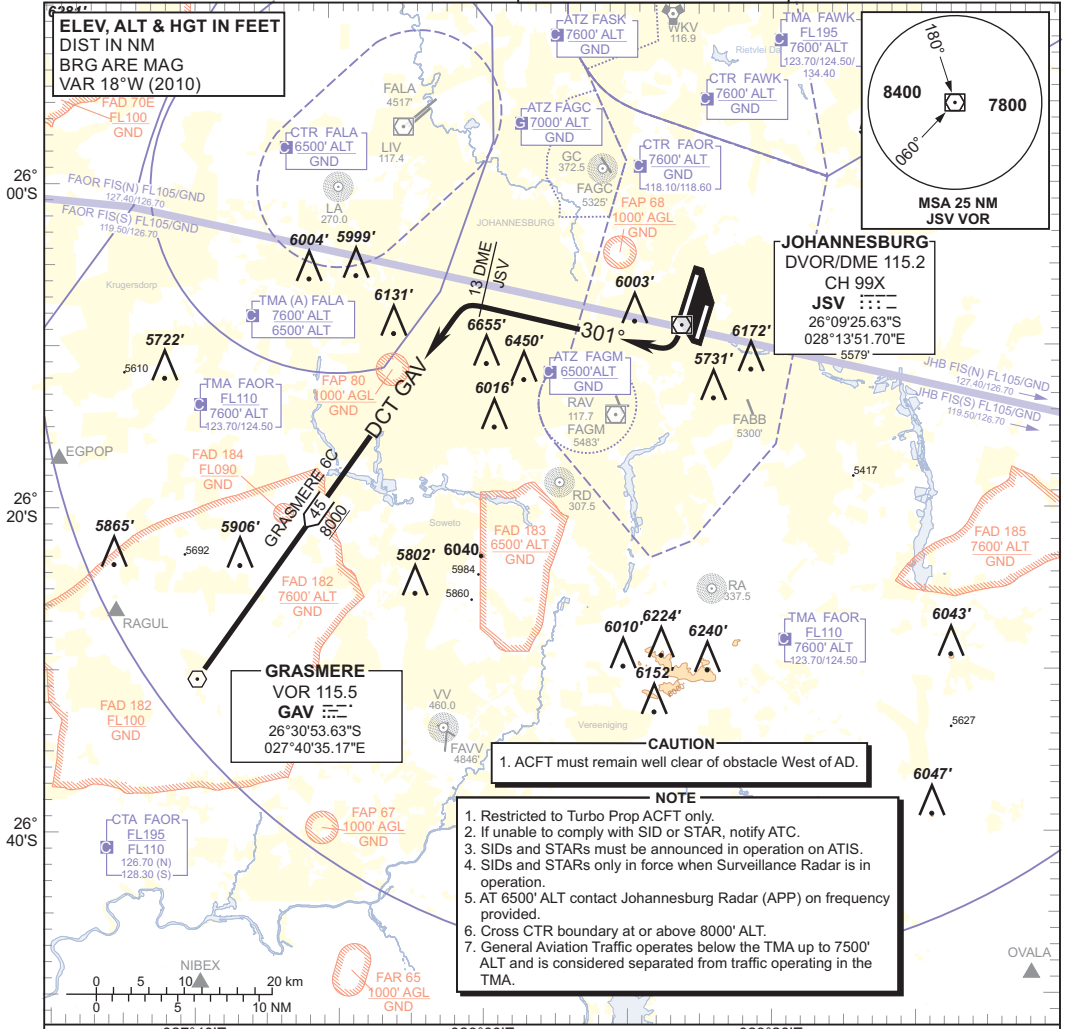 6281'
ELEV, ALT & HGT IN FEET
DIST IN NM
BRG ARE MAG
VAR 18°W (2010)
FAD 70E
FL100
GND
FALA
4517'
LIV
117.4
C
CTR FALA
6500' ALT
GND
LA
270.0
C
ATZ FASK
7600' ALT
GND
WKV
116.9
Rietvlei Da
C
TMA FAWK
FL195
7600' ALT
123.70/124.50/
134.40
C
CTR FAWK
7600' ALT
GND
G
ATZ FAGC
7000' ALT
GND
GC
372.5
FAGC
5325'
C
CTR FAOR
7600' ALT
GND
118.10/118.60
FAP 68
1000' AGL
GND
180°
8400
7800
060°
MSA 25 NM
JSV VOR
26°
00'S
FAOR FIS(N) FL105/GND
127.40/126.70
FAOR FIS(S) FL105/GND
119.50/126.70
JOHANNESBURG
Krugersdorp
6004'
5999'
6131'
C
TMA (A) FALA
7600' ALT
6500' ALT
13 DME
JSV
6003'
301°
6655'
6450'
6016'
5731'
6172'
JOHANNESBURG
DVOR/DME 115.2
CH 99X
JSV
26°09'25.63"S
028°13'51.70"E
5579'
JHB FIS(N) FL105/GND
127.40/126.70
JHB FIS(S) FL105/GND
119.50/126.70
5722'
5610
C
TMA FAOR
FL110
7600' ALT
123.70/124.50
FAP 80
1000' AGL
GND
DCT GAV
C
ATZ FAGM
6500'ALT
GND
RAV
117.7
FAGM
5483'
FABB
5300'
EGPOP
FAD 184
FL090
GND
GRASMERE 6C
45
8000
RD
307.5
5417
26°
20'S
5865'
5692
5906'
Soweto
5802'
6040
5984
5860
FAD 183
6500' ALT
GND
FAD 185
7600' ALT
GND
FAD 182
7600' ALT
GND
RA
337.5
RAGUL
6010'
6224'
6240'
6152'
6000'
C
TMA FAOR
FL110
7600' ALT
123.70/124.50
6043'
5627
GRASMERE
VOR 115.5
GAV
26°30'53.63"S
027°40'35.17"E
FAD 182
FL100
GND
VV
460.0
FAVV
4846'
Vereeniging
CAUTION
1. ACFT must remain well clear of obstacle West of AD.
6047'
26°
40'S
C
CTA FAOR
FL195
FL110
126.70 (N)
128.30 (S)
FAP 67
1000' AGL
GND
NOTE
1. Restricted to Turbo Prop ACFT only.
2. If unable to comply with SID or STAR, notify ATC.
3. SIDs and STARs must be announced in operation on ATIS.
4. SIDs and STARs only in force when Surveillance Radar is in
operation.
5. AT 6500' ALT contact Johannesburg Radar (APP) on frequency
provided.
6. Cross CTR boundary at or above 8000' ALT.
7. General Aviation Traffic operates below the TMA up to 7500'
ALT and is considered separated from traffic operating in the
TMA.
NIBEX
FAR 65
1000' AGL
GND
OVALA
0 5 10 20 km
0 5 10 NM